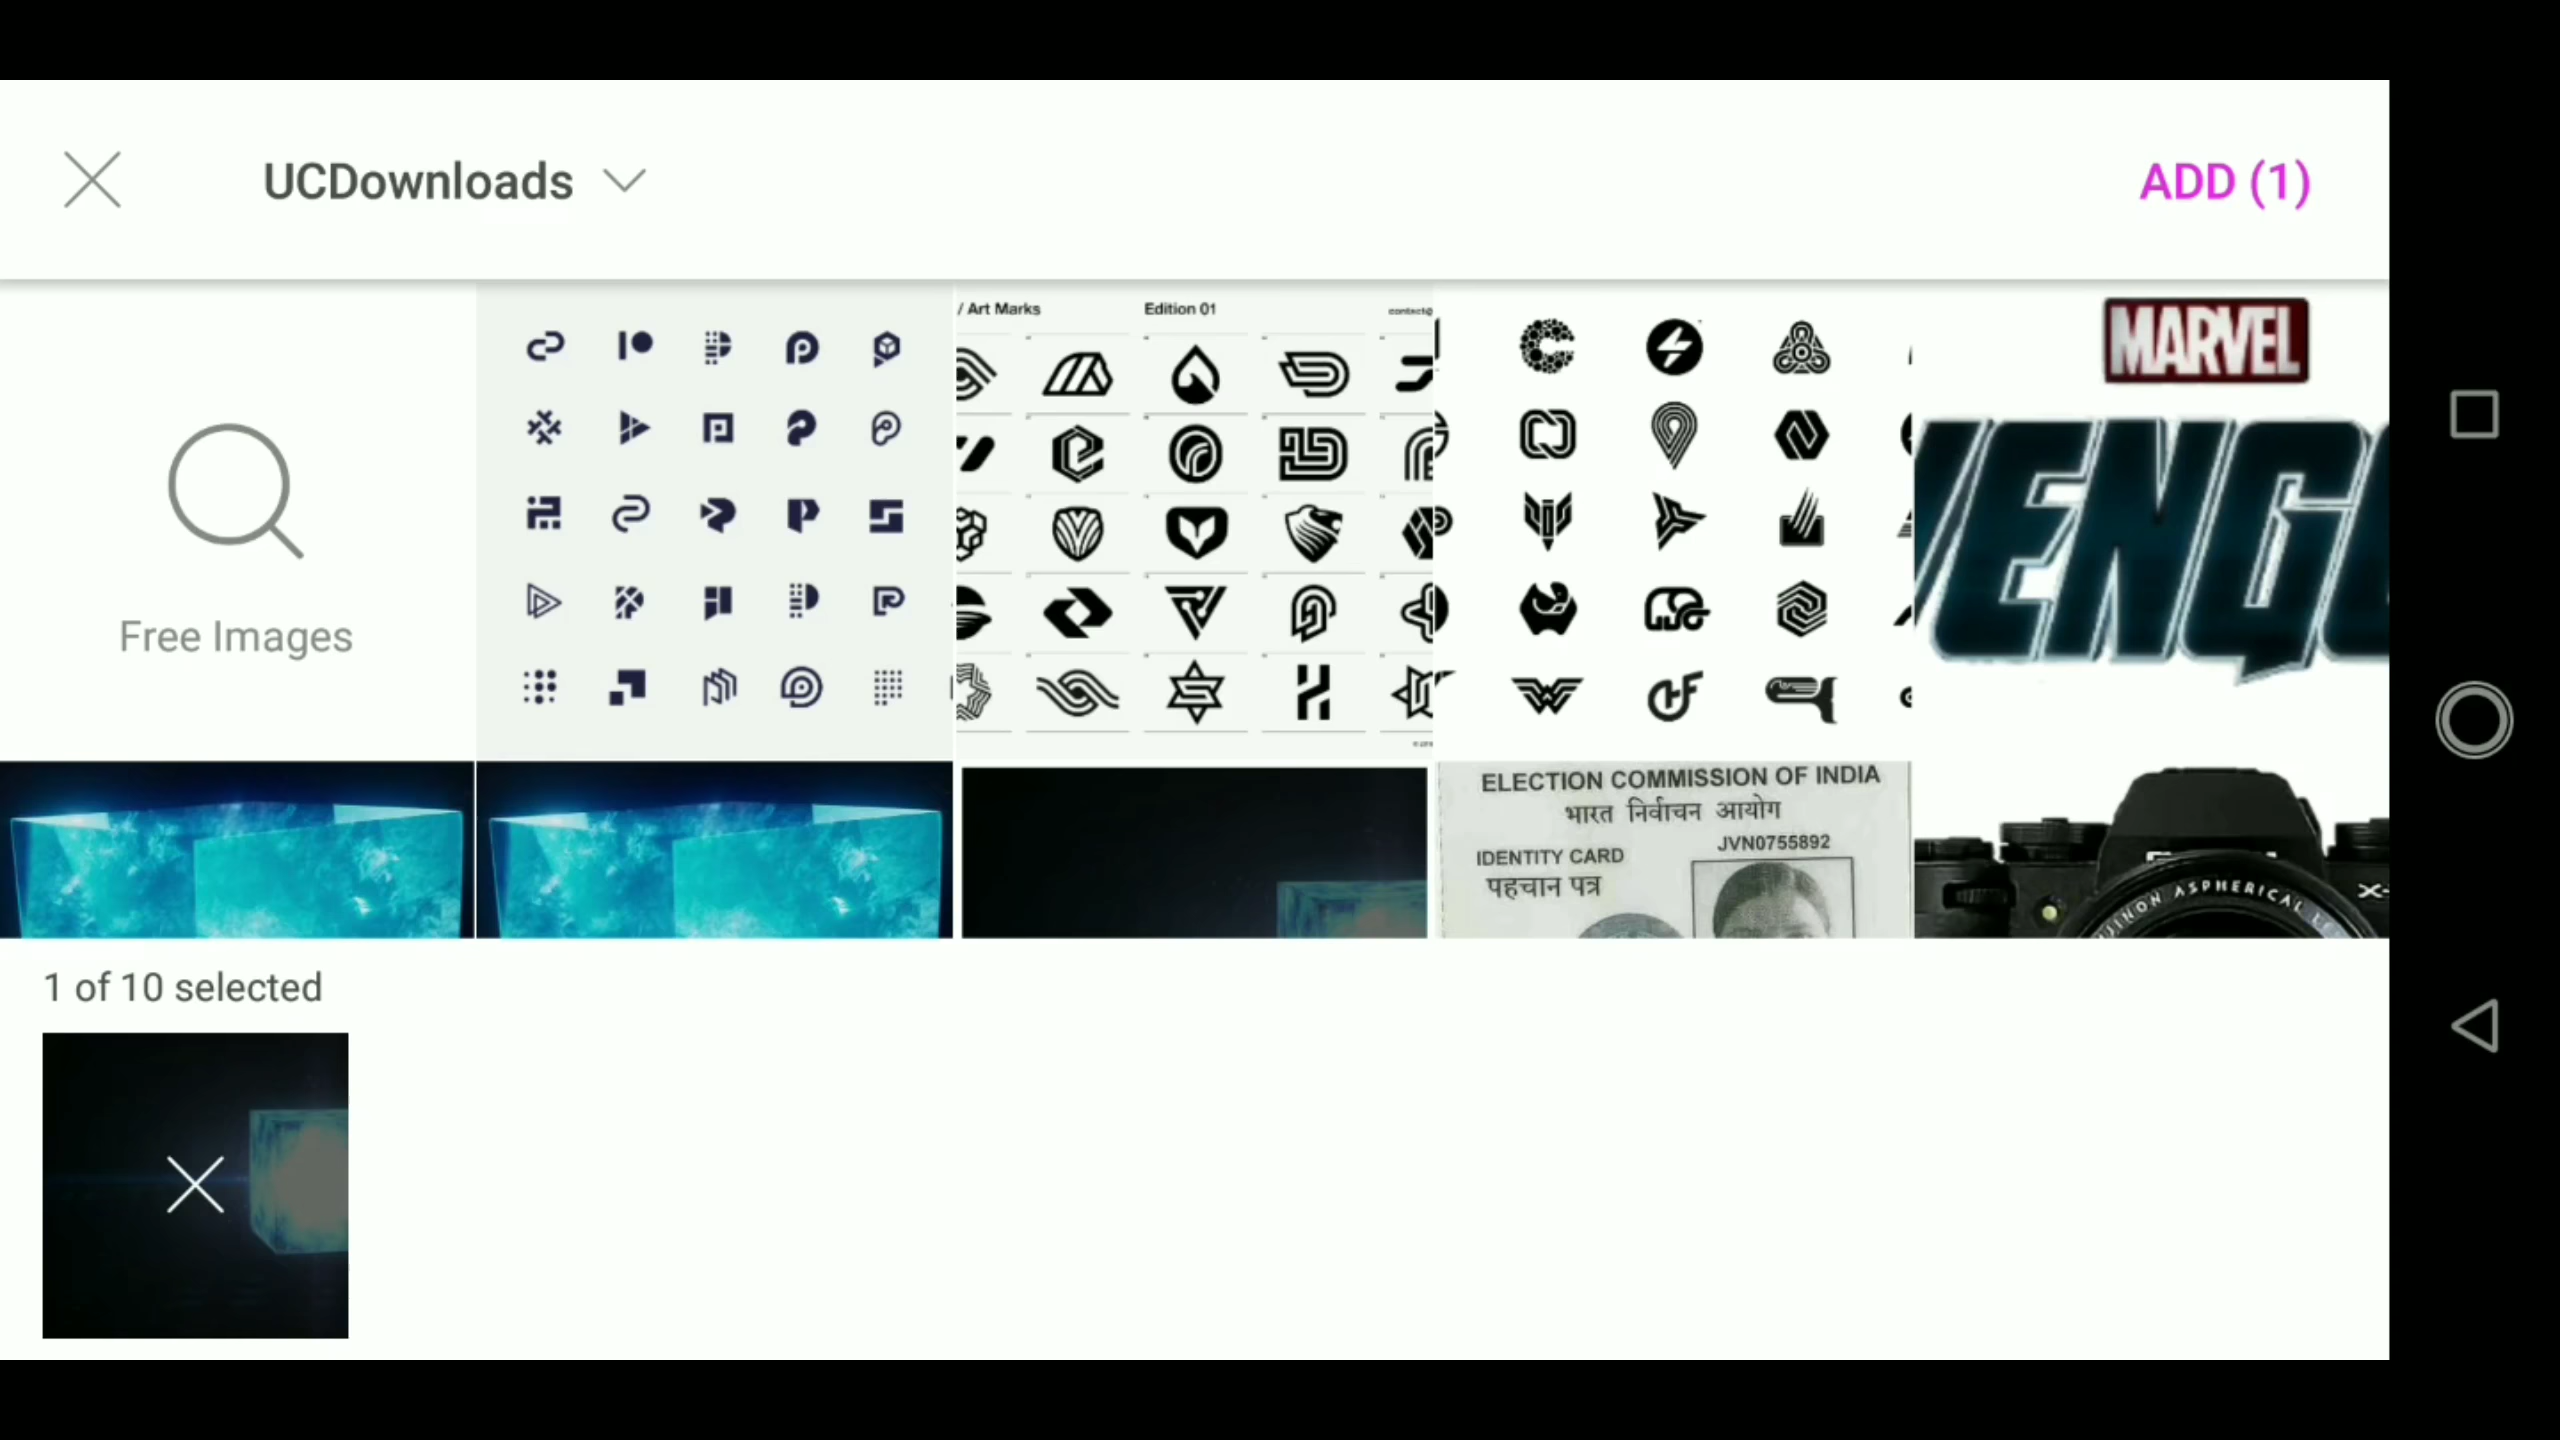 UCDownloads
ADD (1)
Free Images
/ Art Marks
Edition 01
MARVEL
ELECTION COMMISSION OF INDIA
भारत निर्वाचन आयोग
JVN0755892
IDENTITY CARD
पहचान पत्र
ASPHERICAL
X-
1 of 10 selected